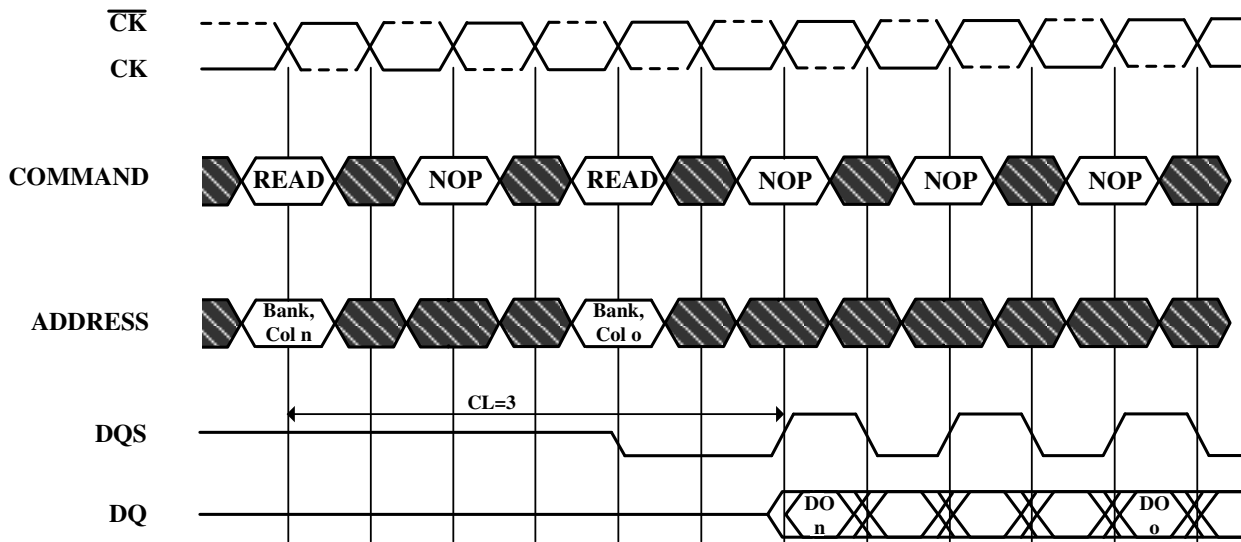 CK
CK
COMMAND
READ
NOP
READ
NOP
NOP
NOP
ADDRESS
Bank,
Col n
Bank,
Col o
CL=3
DQS
DQ
DO
n
DO
o